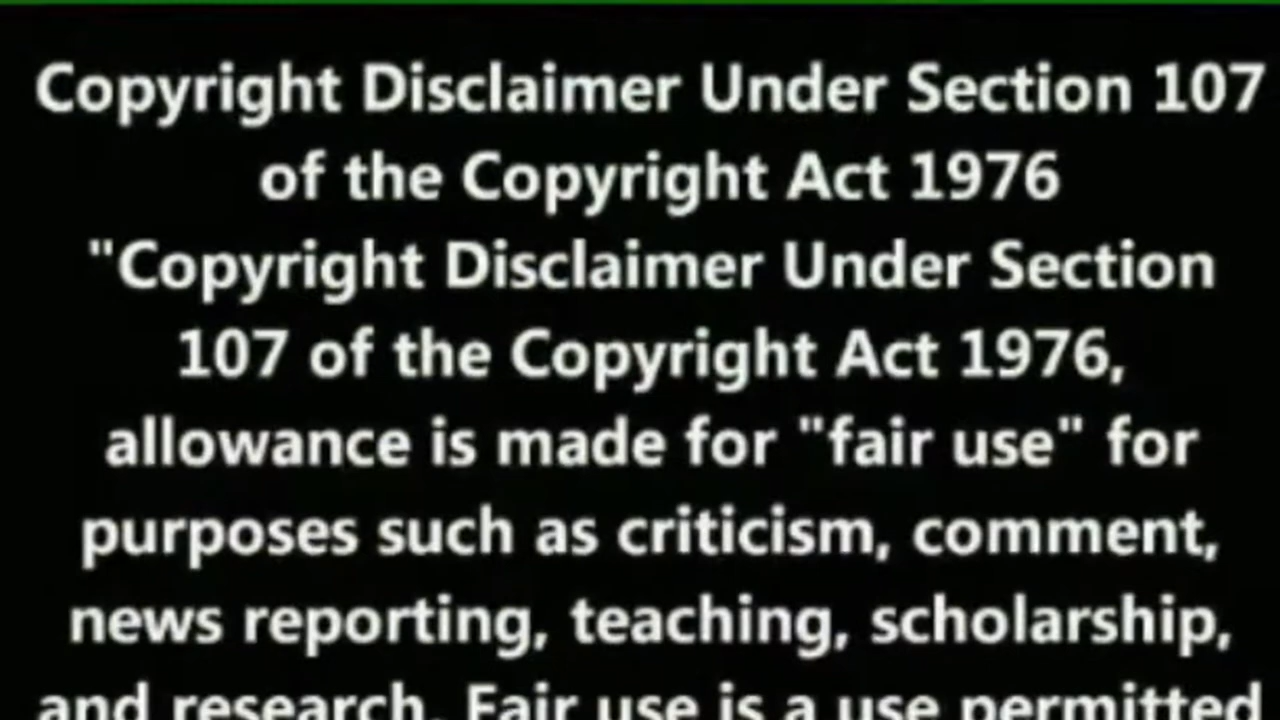 Copyright Disclaimer Under Section 107
of the Copyright Act 1976
"Copyright Disclaimer Under Section
107 of the Copyright Act 1976,
allowance is made for "fair use" for
purposes such as criticism, comment,
news reporting, teaching, scholarship,
and research. Fair use is a use permitted